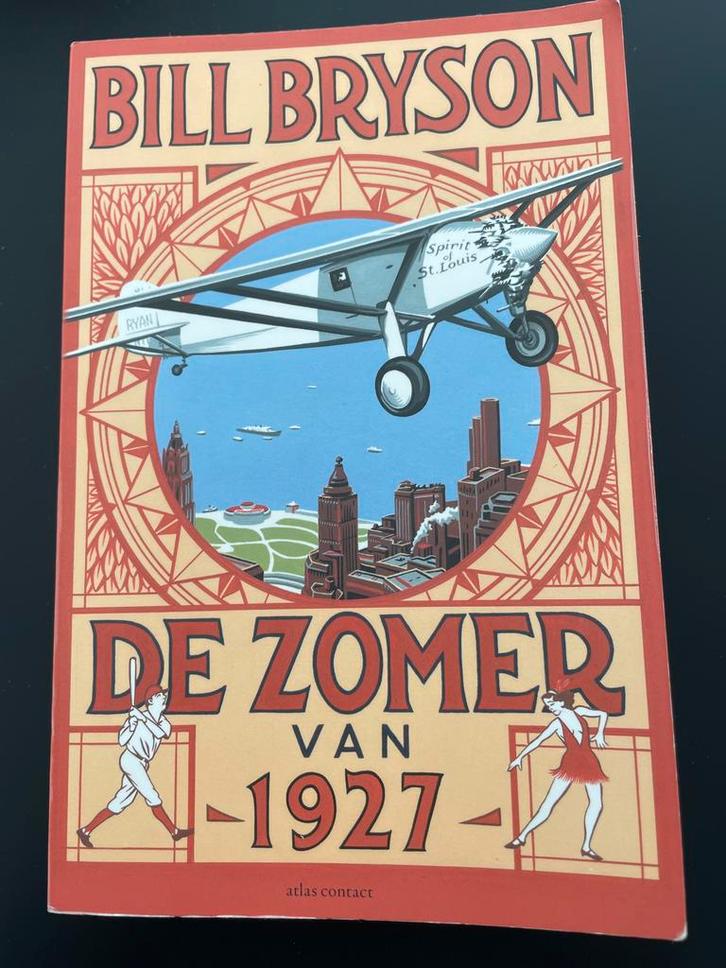 BILL BRYSON
Spirit
of
St. Louis
RYAN
DE ZOMER
VAN
1927
atlas contact